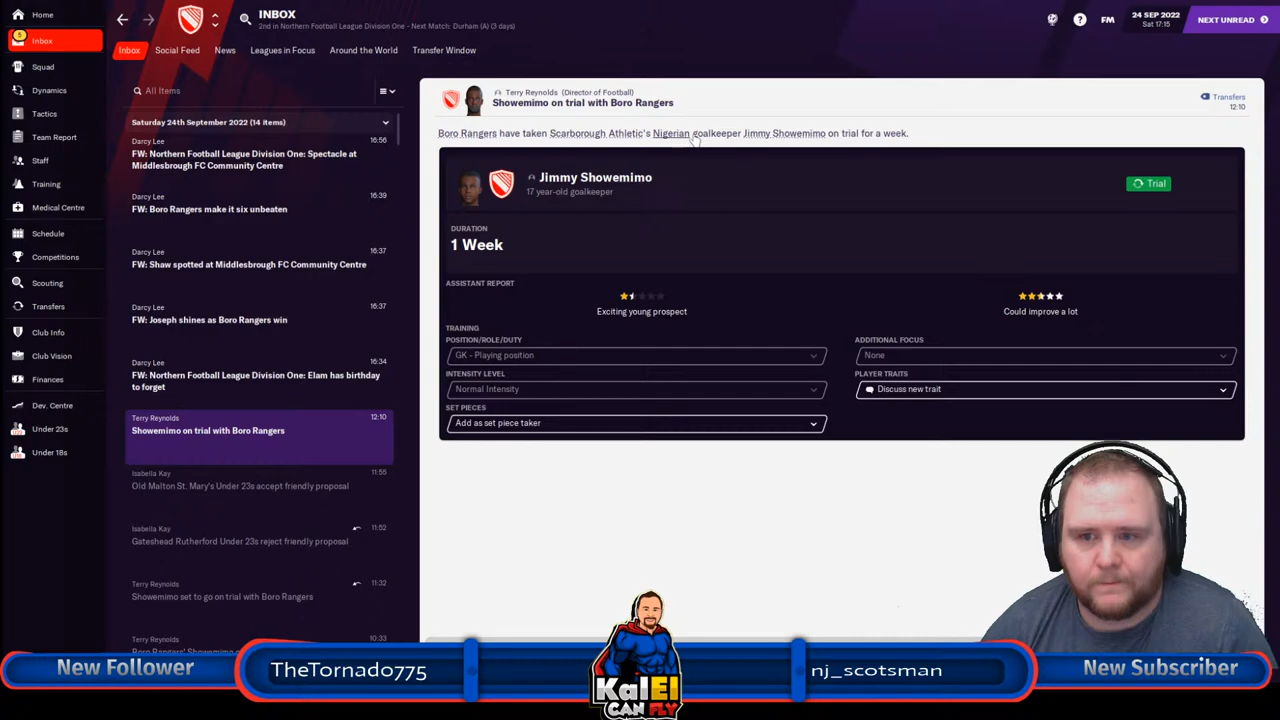 INBOX
2nd in Northern Football League Division One - Next Match: Durham (A) (3 days)
FM
24 SEP 2022
Sat 17:15
NEXT UNREAD
Home
5
Inbox
Squad
Dynamics
Tactics
Team Report
Staff
Training
Medical Centre
Schedule
Competitions
Scouting
Transfers
Club Info
Club Vision
Finances
Dev. Centre
Under 23s
Under 18s
Inbox
Social Feed
News
Leagues in Focus
Around the World
Transfer Window
All Items
Saturday 24th September 2022 (14 items)
Darcy Lee
16:56
FW: Northern Football League Division One: Spectacle at
Middlesbrough FC Community Centre
Darcy Lee
16:39
FW: Boro Rangers make it six unbeaten
Darcy Lee
16:37
FW: Shaw spotted at Middlesbrough FC Community Centre
Darcy Lee
16:37
FW: Joseph shines as Boro Rangers win
Darcy Lee
16:34
FW: Northern Football League Division One: Elam has birthday
to forget
Terry Reynolds
12:10
Showemimo on trial with Boro Rangers
Isabella Kay
11:55
Old Malton St. Mary's Under 23s accept friendly proposal
Isabella Kay
11:52
Gateshead Rutherford Under 23s reject friendly proposal
Terry Reynolds
11:32
Showemimo set to go on trial with Boro Rangers
Terry Reynolds
10:33
Terry Reynolds (Director of Football)
Showemimo on trial with Boro Rangers
Transfers
12:10
Boro Rangers have taken Scarborough Athletic's Nigerian goalkeeper Jimmy Showemimo on trial for a week.
Jimmy Showemimo
17 year-old goalkeeper
Trial
DURATION
1 Week
ASSISTANT REPORT
Exciting young prospect
Could improve a lot
TRAINING
POSITION/ROLE/DUTY
GK - Playing position
ADDITIONAL FOCUS
None
INTENSITY LEVEL
Normal Intensity
PLAYER TRAITS
Discuss new trait
SET PIECES
Add as set piece taker
New Follower
TheTornado775
KalEl
CAN FLY
nj_scotsman
New Subscriber